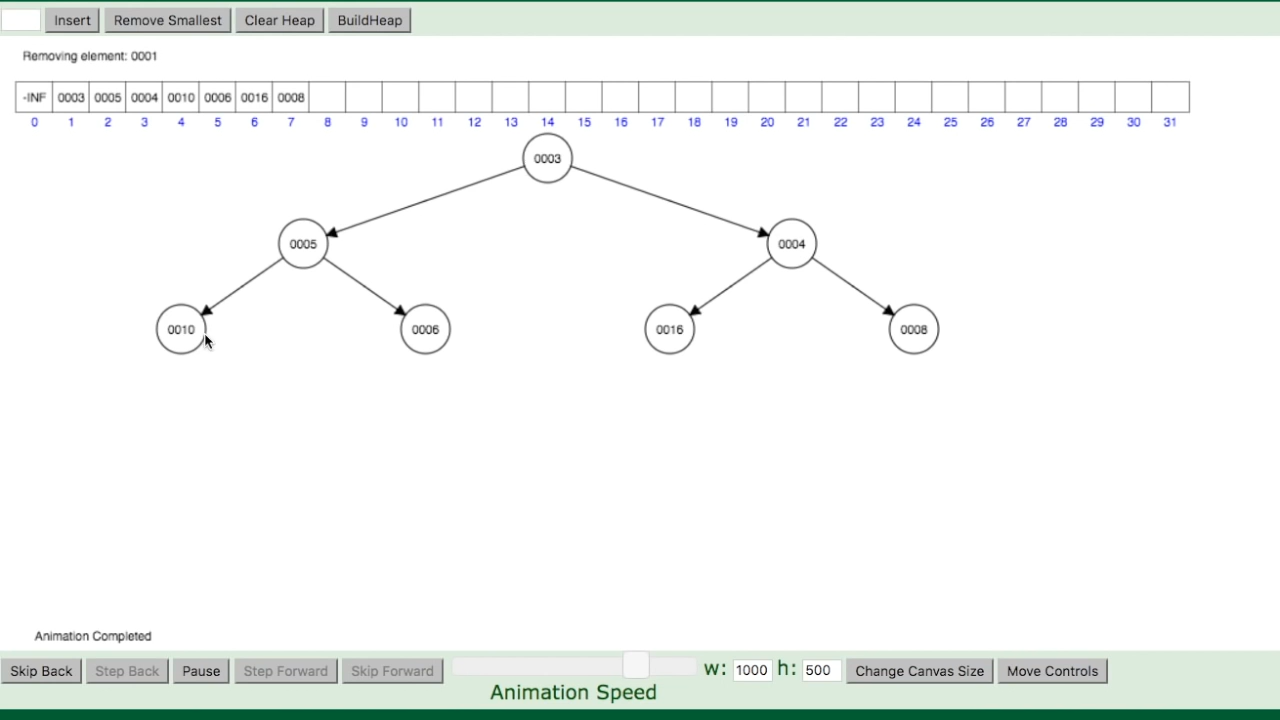 Insert Remove Smallest Clear Heap BuildHeap
Removing element: 0001
-INF 0003 0005 0004 0010 0006 0016 0008
0 1 2 3 4 5 6 7 8 9 10 11 12 13 14 15 16 17 18 19 20 21 22 23 24 25 26 27 28 29 30 31
0003
0005 0004
0010 0006 0016 0008
Animation Completed
Skip Back Step Back Pause Step Forward Skip Forward w: 1000 h: 500 Change Canvas Size Move Controls
Animation Speed